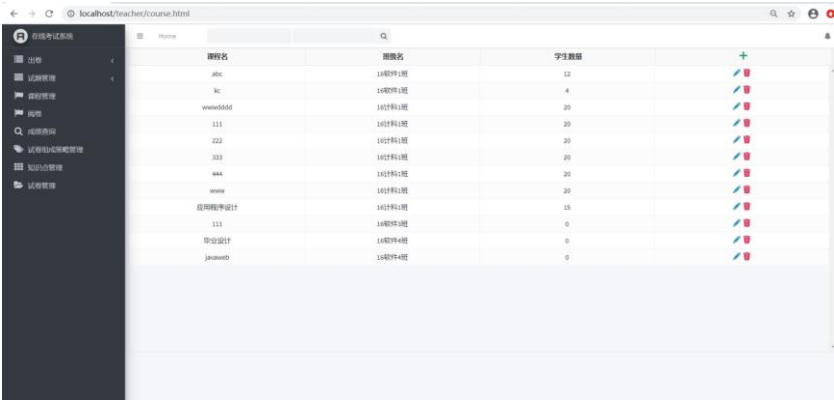 localhost/teacher/course.html
在线考试系统
Home
出卷
试题管理
课程管理
阅卷
成绩查询
试卷组成策略管理
知识点管理
试卷管理
课程名 班级名 学生数量
abc 16软件1班 12
kc 16软件1班 4
wwwdddd 16计科1班 20
111 16计科1班 20
222 16计科1班 20
333 16计科1班 20
444 16计科1班 20
www 16计科1班 20
应用程序设计 16计科1班 15
111 16软件3班 0
毕业设计 16软件4班 0
javaweb 16软件4班 0